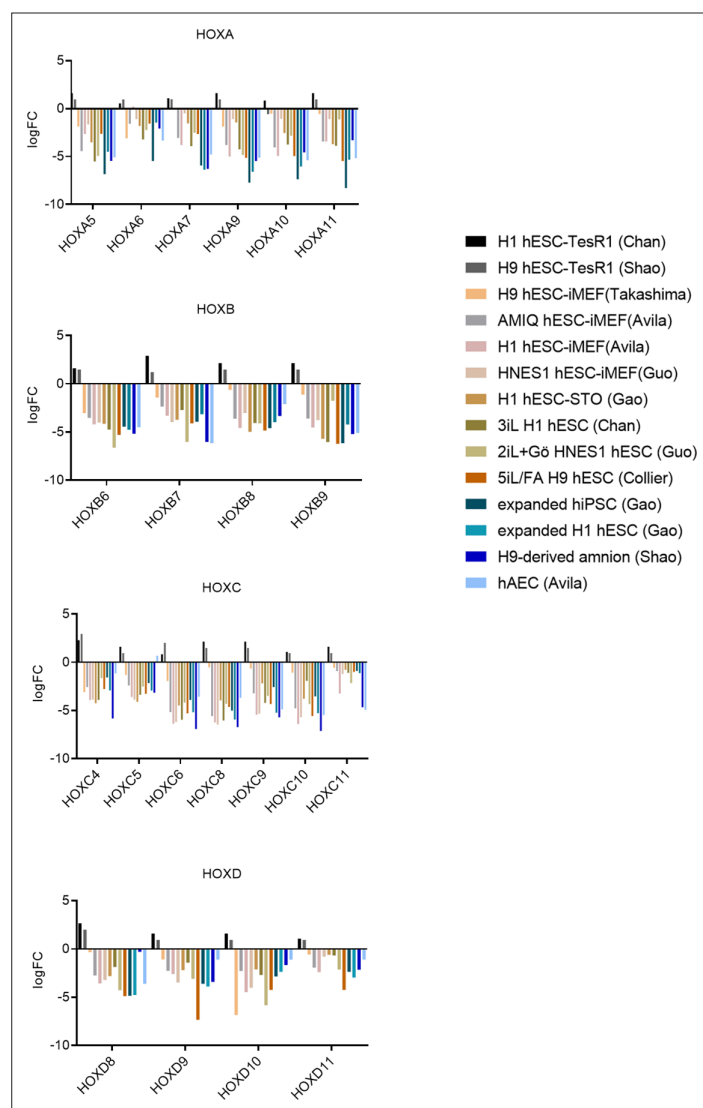 HOXA
5
0
-5
-10
logFC
HOXA5
HOXA6
HOXA7
HOXA9
HOXA10
HOXA11
HOXB
5
0
-5
-10
logFC
HOXB6
HOXB7
HOXB8
HOXB9
H1 hESC-TesR1 (Chan)
H9 hESC-TesR1 (Shao)
H9 hESC-iMEF(Takashima)
AMIQ hESC-iMEF(Avila)
H1 hESC-iMEF(Avila)
HNES1 hESC-iMEF(Guo)
H1 hESC-STO (Gao)
3iL H1 hESC (Chan)
2iL+Gö HNES1 hESC (Guo)
5iL/FA H9 hESC (Collier)
expanded hiPSC (Gao)
expanded H1 hESC (Gao)
H9-derived amnion (Shao)
hAEC (Avila)
HOXC
5
0
-5
-10
logFC
HOXC4
HOXC5
HOXC6
HOXC8
HOXC9
HOXC10
HOXC11
HOXD
5
0
-5
-10
logFC
HOXD8
HOXD9
HOXD10
HOXD11